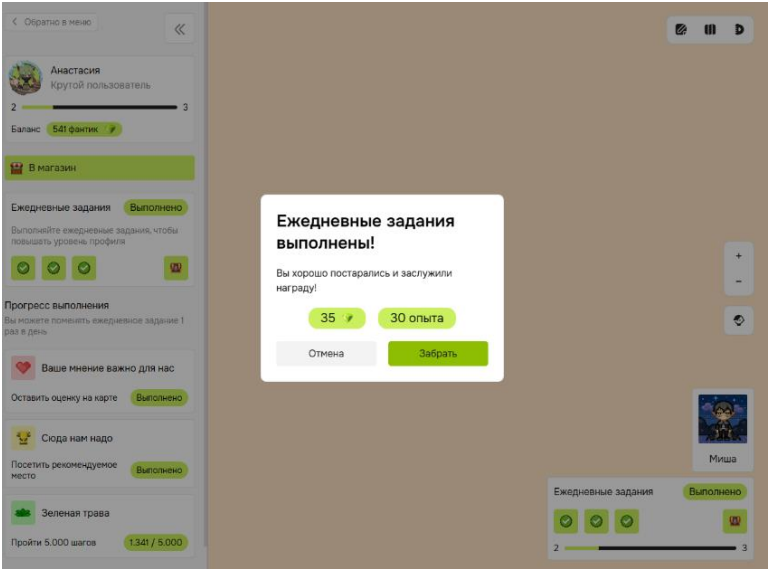 Обратно в меню
Анастасия
Крутой пользователь
2 3
Баланс 541 фантик
В магазин
Ежедневные задания Выполнено
Выполняйте ежедневные задания, чтобы
повышать уровень профиля
Прогресс выполнения
Вы можете поменять ежедневное задание 1
раз в день
Ваше мнение важно для нас
Оставить оценку на карте Выполнено
Сюда нам надо
Посетить рекомендуемое
место
Выполнено
Зеленая трава
Пройти 5.000 шагов 1.341 / 5.000
Ежедневные задания
выполнены!
Вы хорошо постарались и заслужили
награду!
35 30 опыта
Отмена Забрать
+
−
Миша
Ежедневные задания Выполнено
2 3